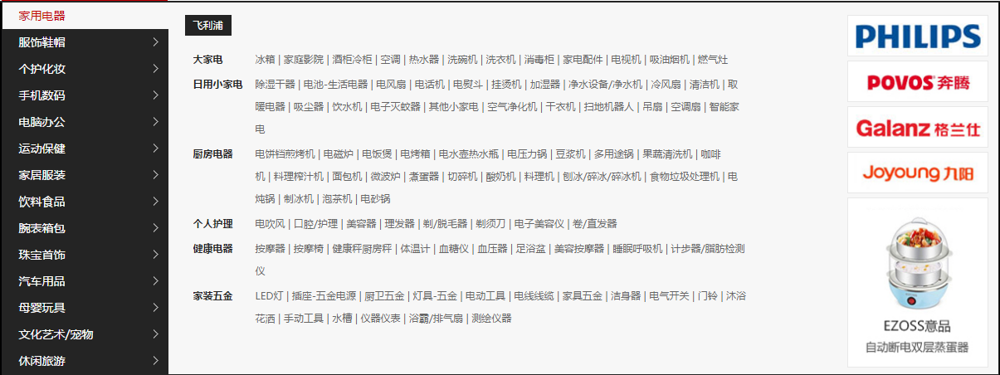 家用电器
服饰鞋帽
个护化妆
手机数码
电脑办公
运动保健
家居服装
饮料食品
腕表箱包
珠宝首饰
汽车用品
母婴玩具
文化艺术/宠物
休闲旅游
飞利浦
大家电 冰箱 | 家庭影院 | 酒柜冷柜 | 空调 | 热水器 | 洗碗机 | 洗衣机 | 消毒柜 | 家电配件 | 电视机 | 吸油烟机 | 燃气灶
日用小家电 除湿干器 | 电池-生活电器 | 电风扇 | 电话机 | 电熨斗 | 挂烫机 | 加湿器 | 净水设备/净水机 | 冷风扇 | 清洁机 | 取
暖电器 | 吸尘器 | 饮水机 | 电子灭蚊器 | 其他小家电 | 空气净化机 | 干衣机 | 扫地机器人 | 吊扇 | 空调扇 | 智能家
电
厨房电器 电饼铛煎烤机 | 电磁炉 | 电饭煲 | 电烤箱 | 电水壶热水瓶 | 电压力锅 | 豆浆机 | 多用途锅 | 果蔬清洗机 | 咖啡
机 | 料理榨汁机 | 面包机 | 微波炉 | 煮蛋器 | 切碎机 | 酸奶机 | 料理机 | 刨冰/碎冰/碎冰机 | 食物垃圾处理机 | 电
炖锅 | 制冰机 | 泡茶机 | 电砂锅
个人护理 电吹风 | 口腔/护理 | 美容器 | 理发器 | 剃/脱毛器 | 剃须刀 | 电子美容仪 | 卷/直发器
健康电器 按摩器 | 按摩椅 | 健康秤厨房秤 | 体温计 | 血糖仪 | 血压器 | 足浴盆 | 美容按摩器 | 睡眠呼吸机 | 计步器/脂肪检测
仪
家装五金 LED灯 | 插座-五金电源 | 厨卫五金 | 灯具-五金 | 电动工具 | 电线线缆 | 家具五金 | 洁身器 | 电气开关 | 门铃 | 沐浴
花洒 | 手动工具 | 水槽 | 仪器仪表 | 浴霸/排气扇 | 测绘仪器
PHILIPS
POVOS 奔腾
Galanz 格兰仕
Joyoung 九阳
EZOSS意品
自动断电双层蒸蛋器